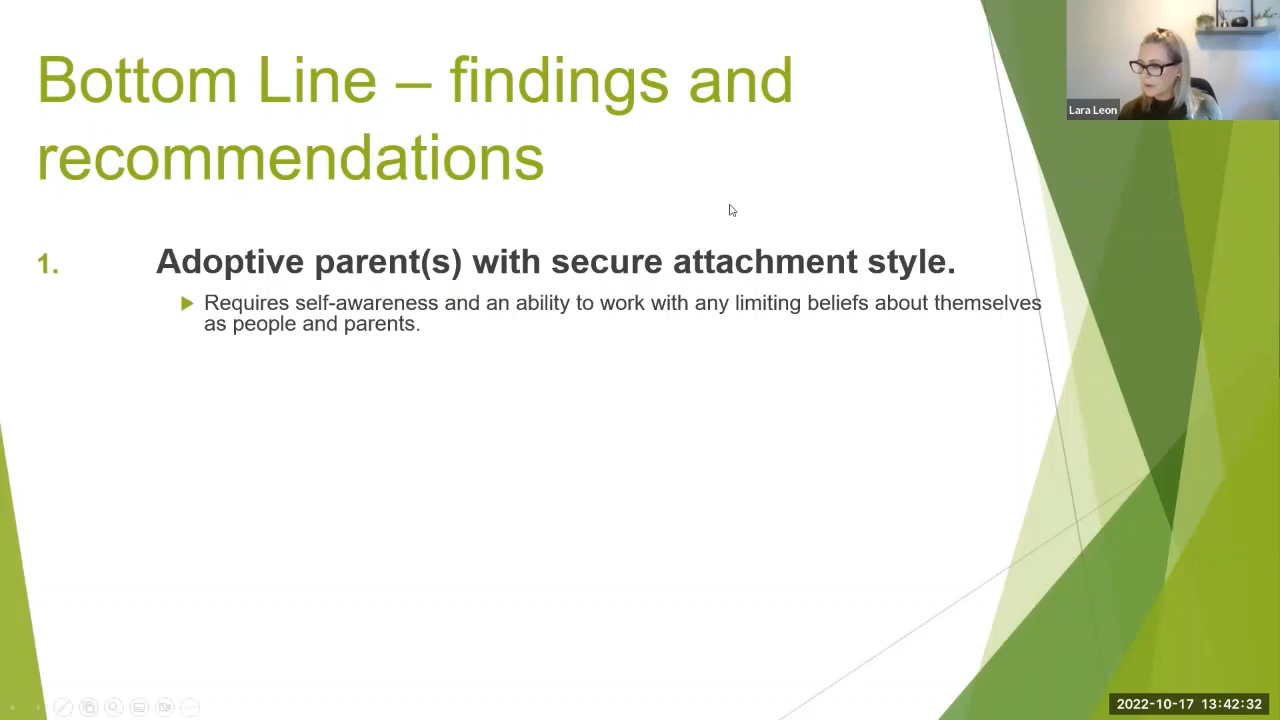 Bottom Line – findings and
recommendations
Lara Leon
1. Adoptive parent(s) with secure attachment style.
Requires self-awareness and an ability to work with any limiting beliefs about themselves
as people and parents.
2022-10-17 13:42:32